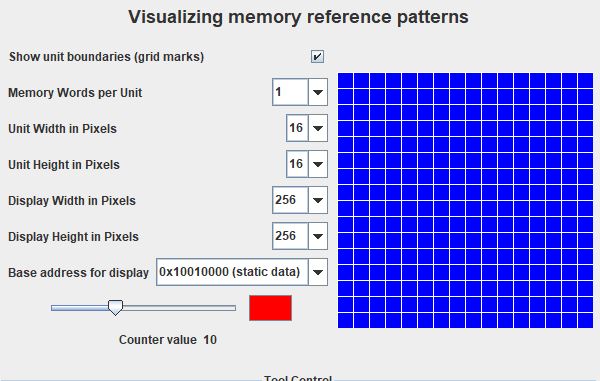 Visualizing memory reference patterns
Show unit boundaries (grid marks)
Memory Words per Unit 1
Unit Width in Pixels 16
Unit Height in Pixels 16
Display Width in Pixels 256
Display Height in Pixels 256
Base address for display 0x10010000 (static data)
Counter value 10
Tool Control